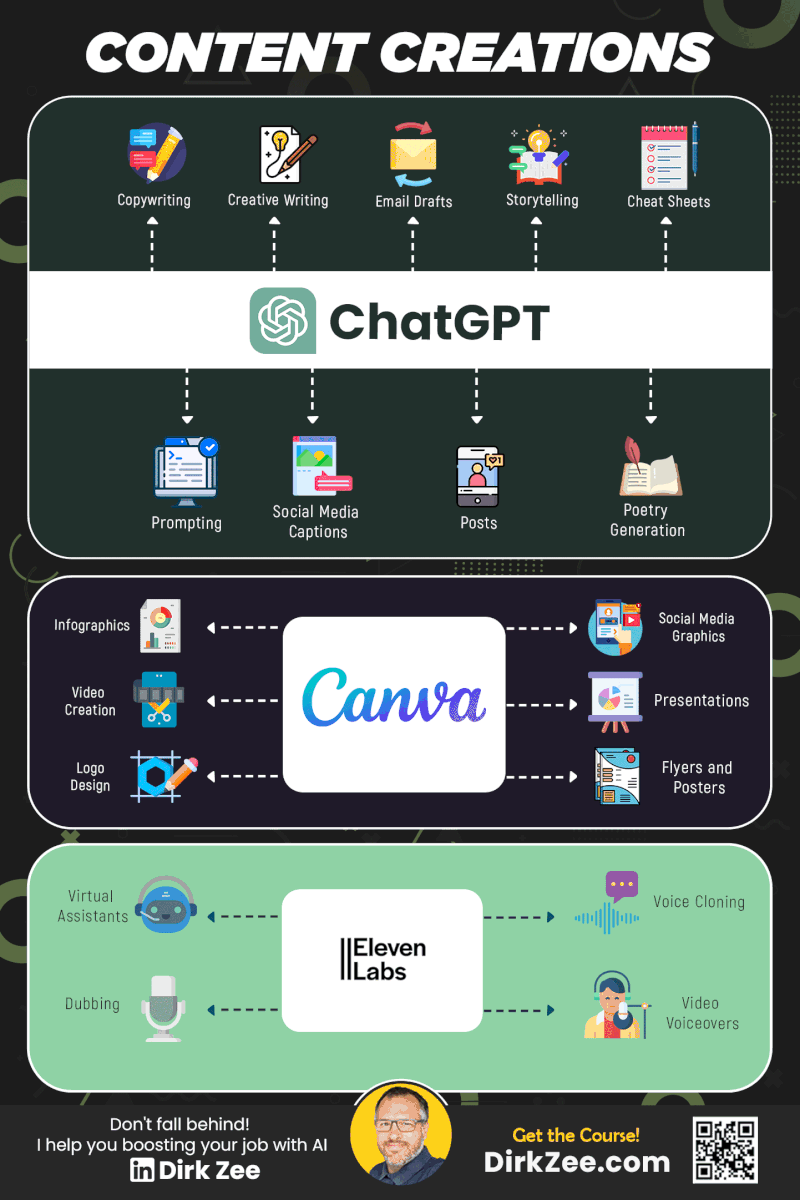 CONTENT CREATIONS
Copywriting
Creative Writing
Email Drafts
Storytelling
Cheat Sheets
ChatGPT
Prompting
Social Media
Captions
Posts
Poetry
Generation
Infographics
Video
Creation
Logo
Design
Canva
Social Media
Graphics
Presentations
Flyers and
Posters
Virtual
Assistants
Dubbing
IIEleven
Labs
Voice Cloning
Video
Voiceovers
Don't fall behind!
I help you boosting your job with AI
in Dirk Zee
Get the Course!
DirkZee.com